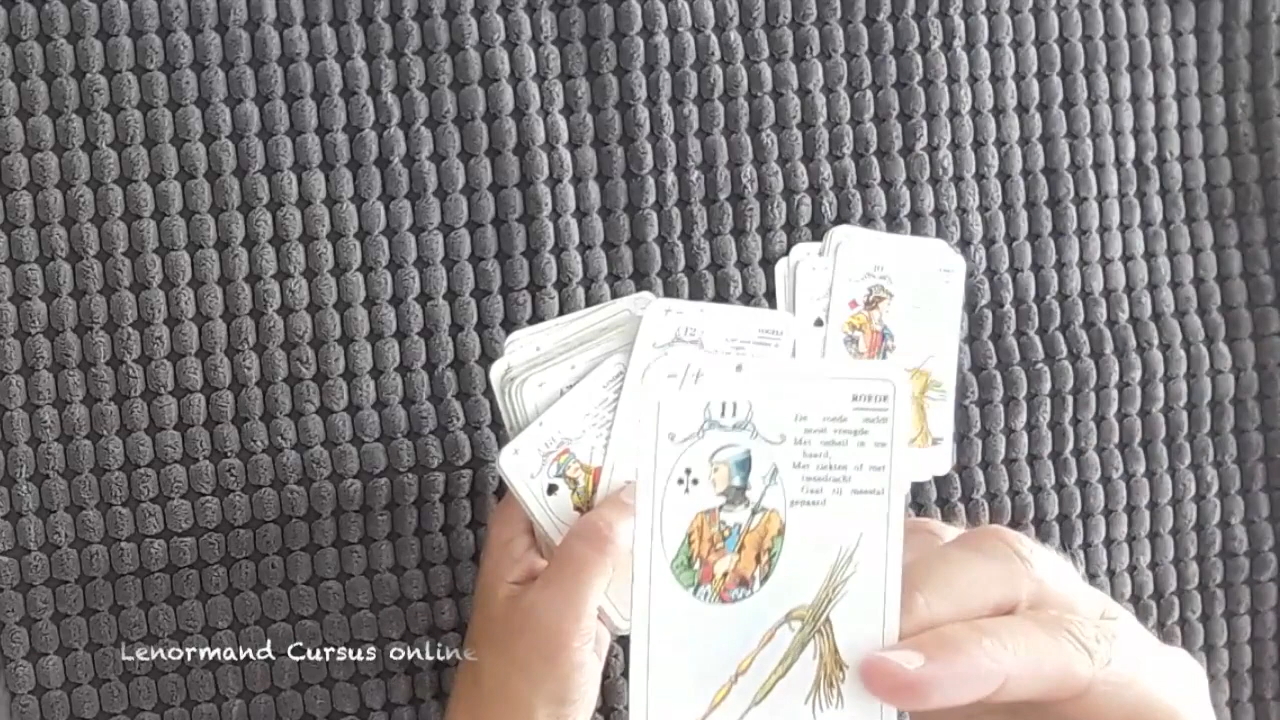 10
12
VOGELS
-/+
11
ROEDE
De roede maakt
nooit vreugde
Met onheil in uw
haard,
Met ziekten of met
tweedracht
Gaat zij meestal
gepaard
Lenormand Cursus online